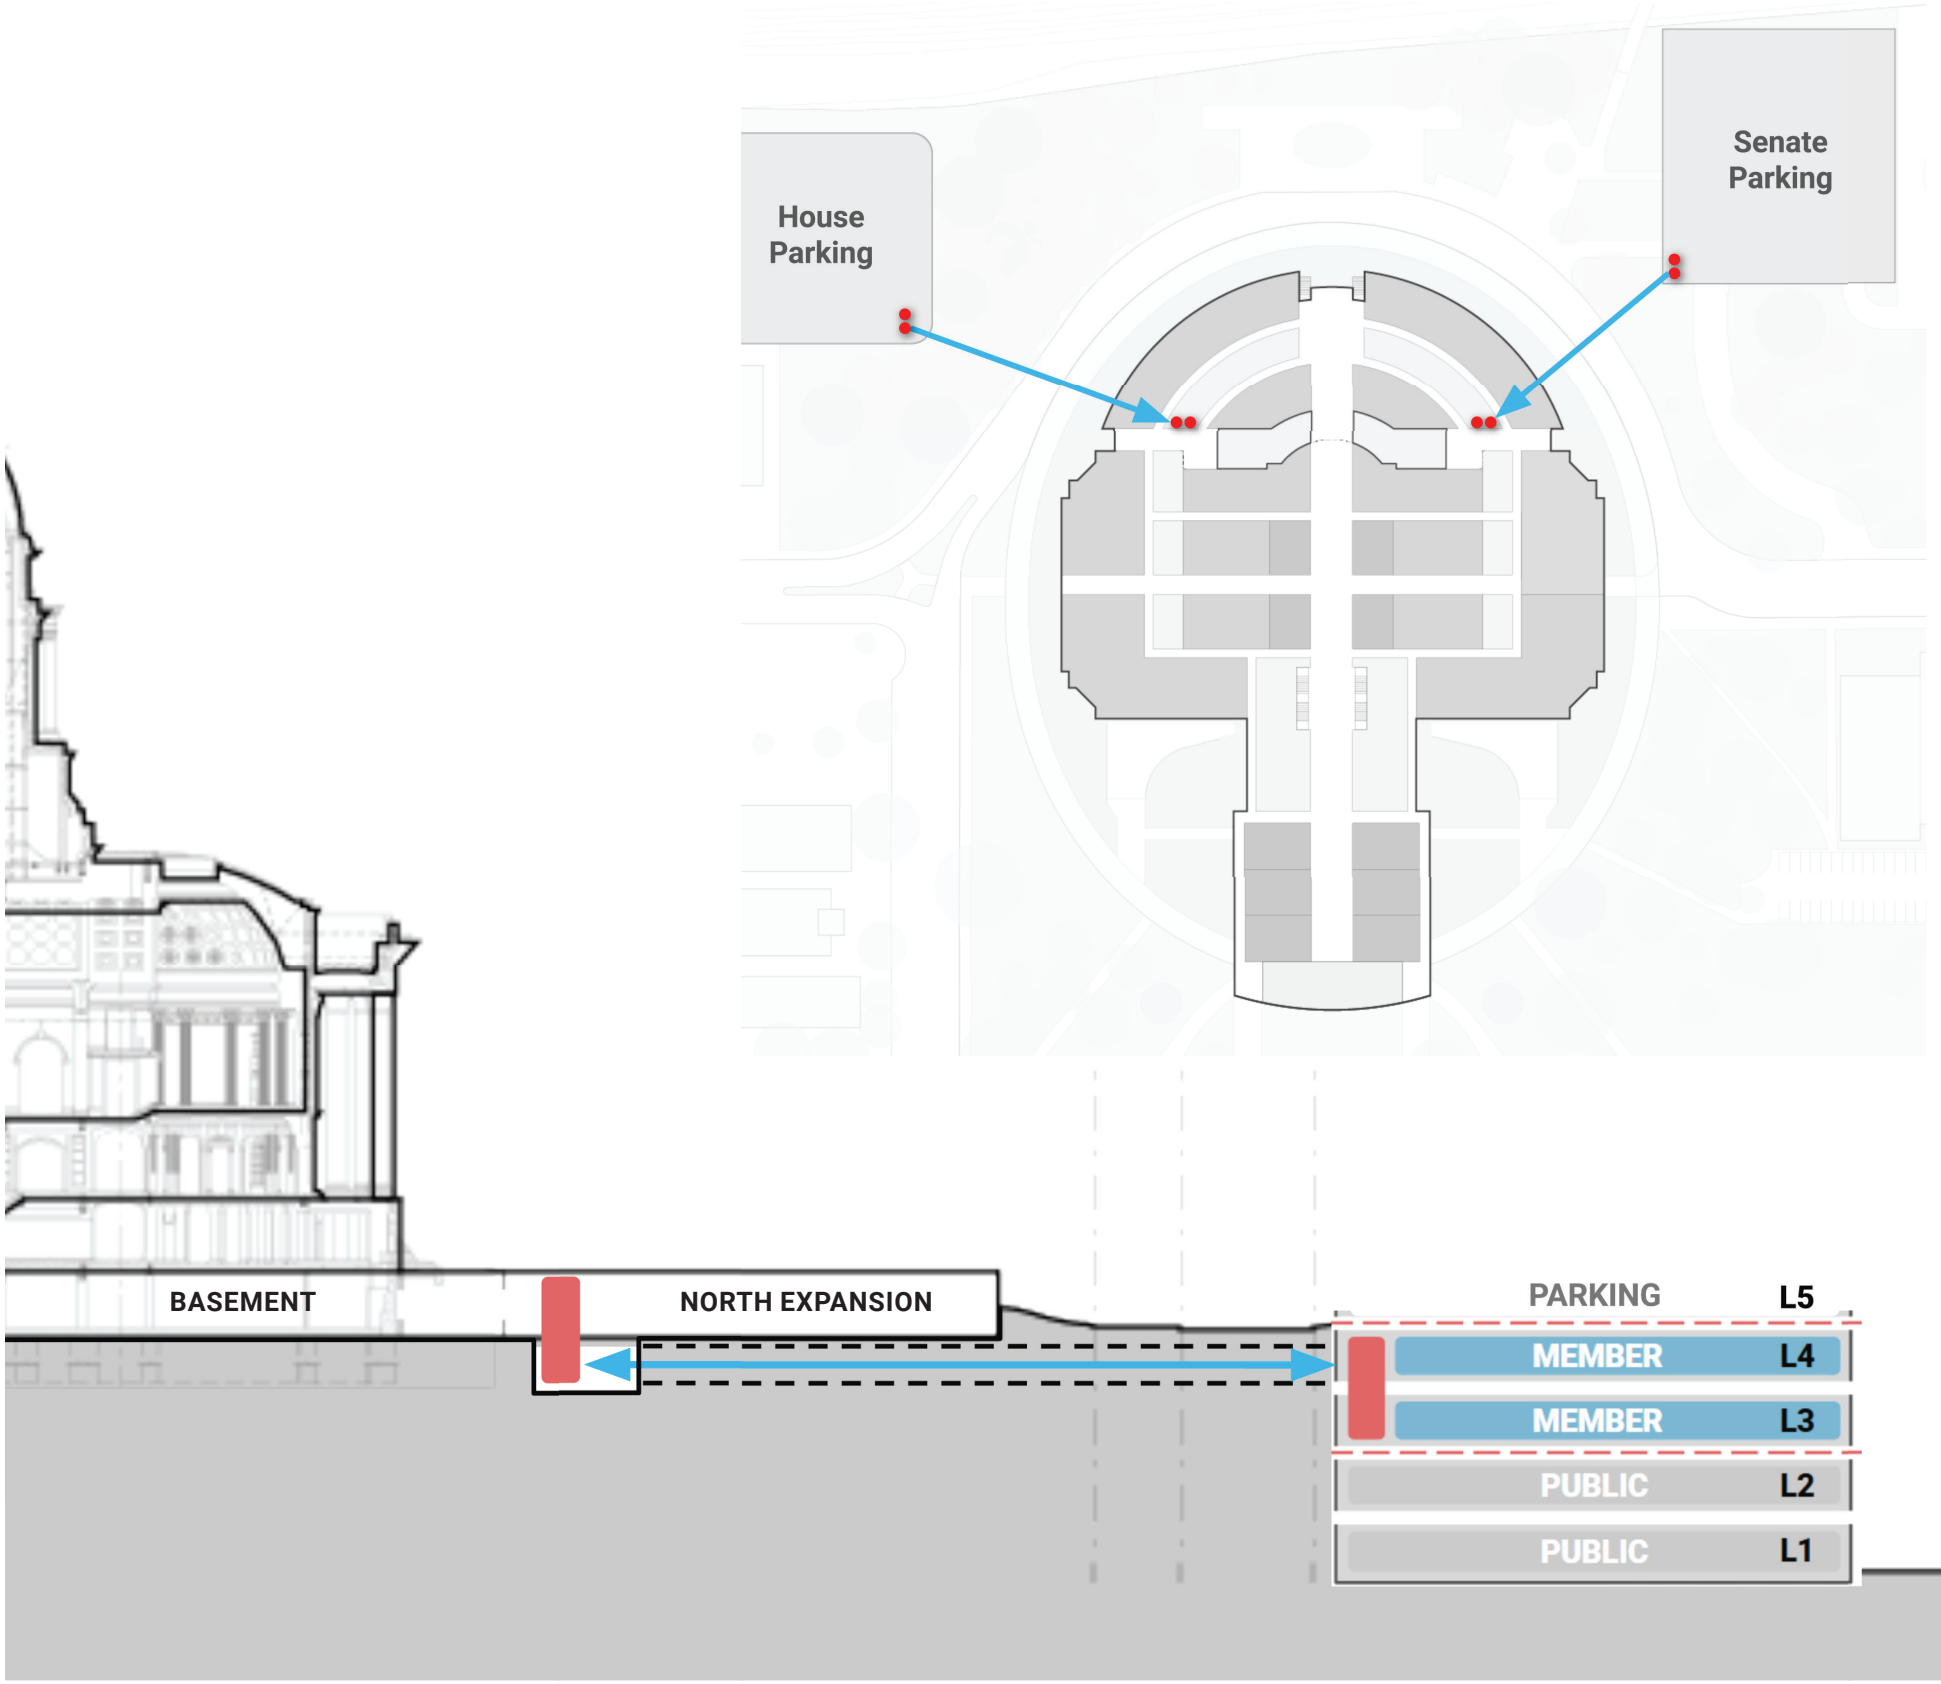 House
Parking
Senate
Parking
BASEMENT
NORTH EXPANSION
PARKING L5
MEMBER L4
MEMBER L3
PUBLIC L2
PUBLIC L1